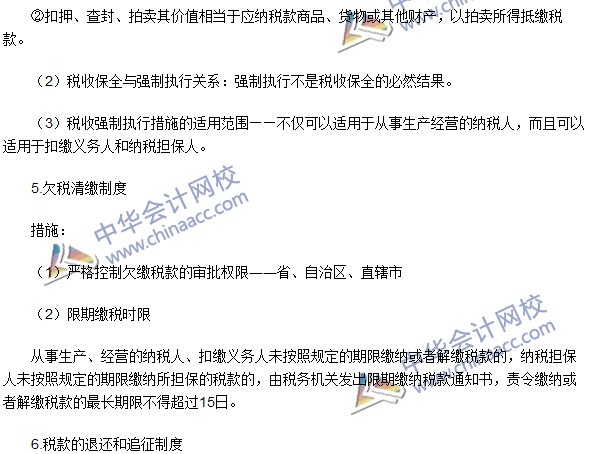 ②扣押、查封、拍卖其价值相当于应纳税款商品、货物或其他财产，以拍卖所得抵缴税
款。
（2）税收保全与强制执行关系：强制执行不是税收保全的必然结果。
（3）税收强制执行措施的适用范围——不仅可以适用于从事生产经营的纳税人，而且可以
适用于扣缴义务人和纳税担保人。
5.欠税清缴制度
措施：
（1）严格控制欠缴税款的审批权限——省、自治区、直辖市
（2）限期缴税时限
从事生产、经营的纳税人、扣缴义务人未按照规定的期限缴纳或者解缴税款的，纳税担保
人未按照规定的期限缴纳所担保的税款的，由税务机关发出限期缴纳税款通知书，责令缴纳或
者解缴税款的最长期限不得超过15日。
6.税款的退还和追征制度
中华会计网校
www.chinaacc.com
中华会计网校
www.chinaacc.com
中华会计网校
www.chinaacc.com